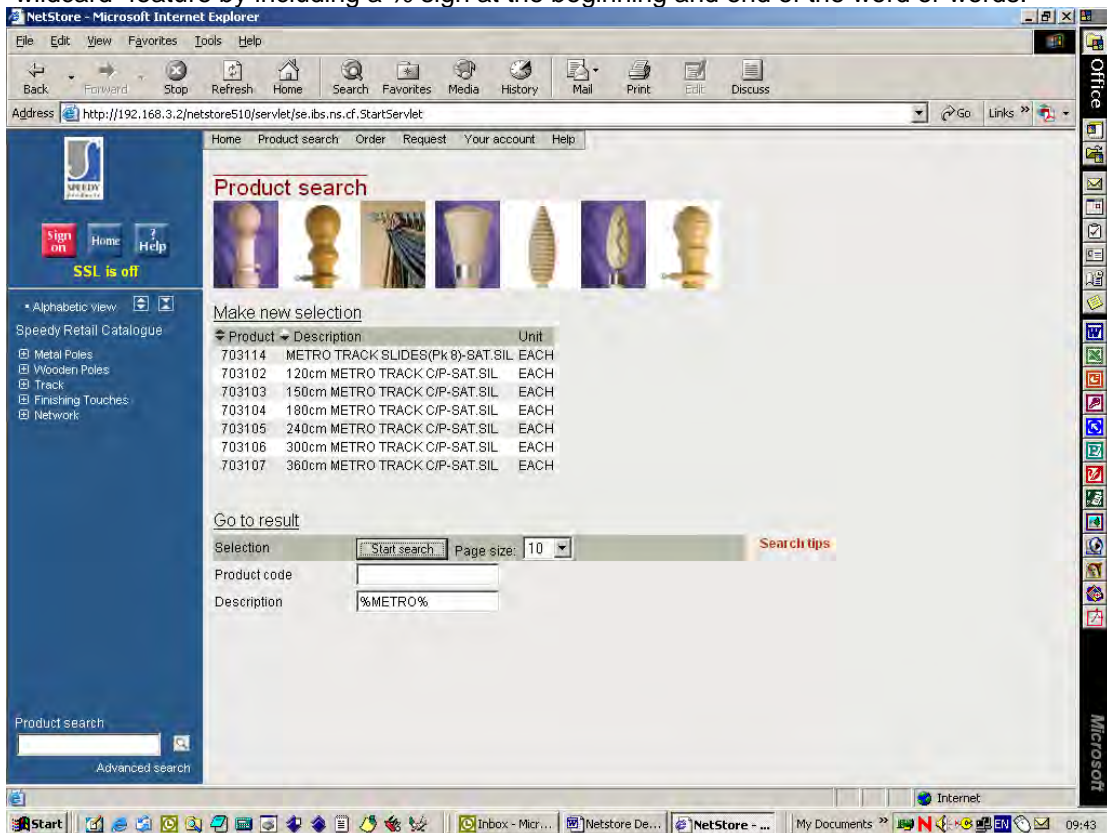 "wildcard" feature by including a % sign at the beginning and end of the word or words.
NetStore - Microsoft Internet Explorer
File Edit View Favorites Tools Help
Back Forward Stop Refresh Home Search Favorites Media History Mail Print Edit Discuss
Address http://192.168.3.2/netstore510/servlet/se.ibs.ns.cf.StartServlet Go Links »
Home Product search Order Request Your account Help
SPEEDY
products
Sign on Home ? Help
SSL is off
Alphabetic view
Speedy Retail Catalogue
Metal Poles
Wooden Poles
Track
Finishing Touches
Network
Product search
Make new selection
Product Description Unit
703114 METRO TRACK SLIDES(Pk 8)-SAT.SIL EACH
703102 120cm METRO TRACK C/P-SAT.SIL EACH
703103 150cm METRO TRACK C/P-SAT.SIL EACH
703104 180cm METRO TRACK C/P-SAT.SIL EACH
703105 240cm METRO TRACK C/P-SAT.SIL EACH
703106 300cm METRO TRACK C/P-SAT.SIL EACH
703107 360cm METRO TRACK C/P-SAT.SIL EACH
Go to result
Selection Start search Page size: 10 Search tips
Product code
Description %METRO%
Product search
Advanced search
Internet
Office
Microsoft
Start Inbox - Micr... Netstore De... NetStore - ... My Documents » EN 09:43